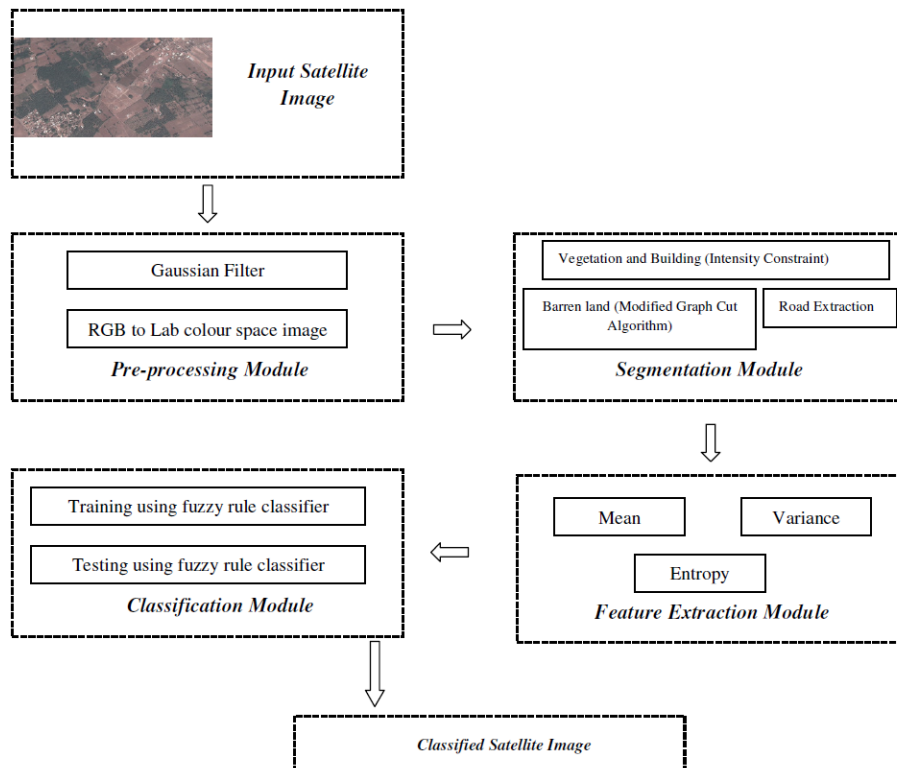 Input Satellite
Image
Gaussian Filter
RGB to Lab colour space image
Pre-processing Module
Vegetation and Building (Intensity Constraint)
Barren land (Modified Graph Cut
Algorithm)
Road Extraction
Segmentation Module
Training using fuzzy rule classifier
Testing using fuzzy rule classifier
Classification Module
Mean
Variance
Entropy
Feature Extraction Module
Classified Satellite Image